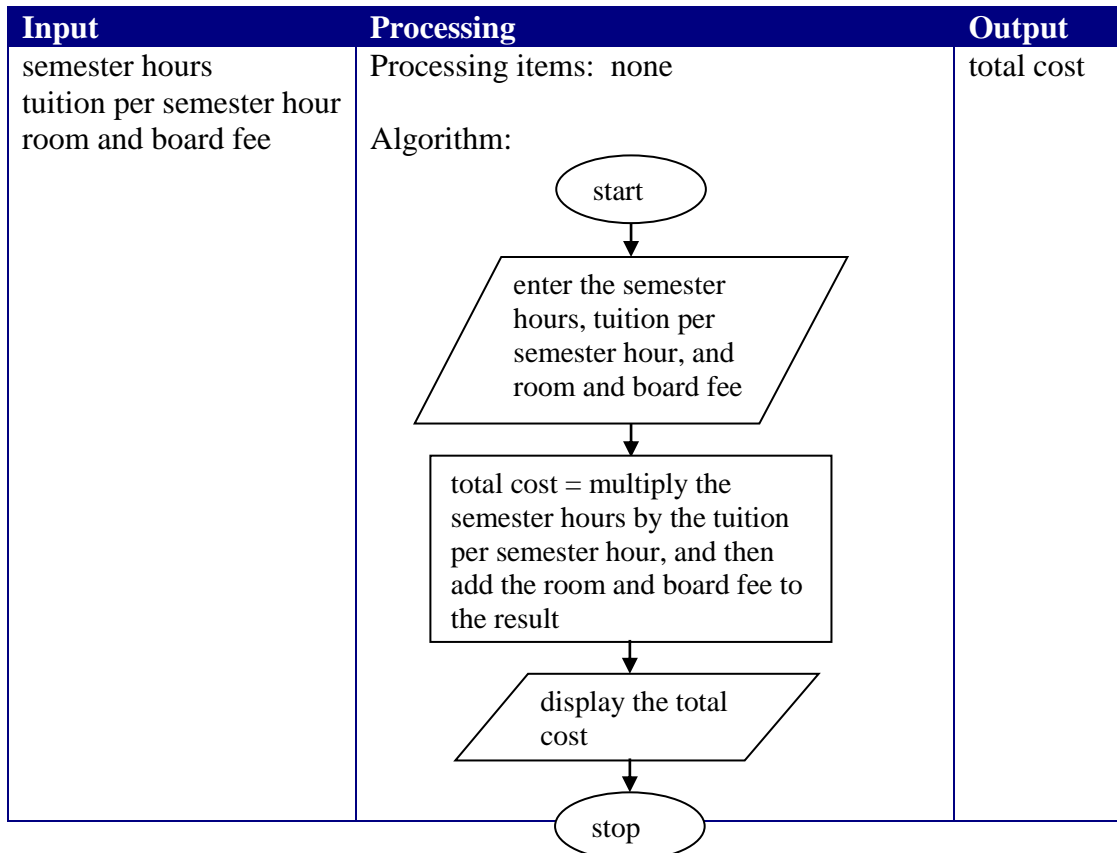 Input
Processing
Output
semester hours
tuition per semester hour
room and board fee
Processing items: none
Algorithm:
start
enter the semester
hours, tuition per
semester hour, and
room and board fee
total cost = multiply the
semester hours by the tuition
per semester hour, and then
add the room and board fee to
the result
display the total
cost
stop
total cost